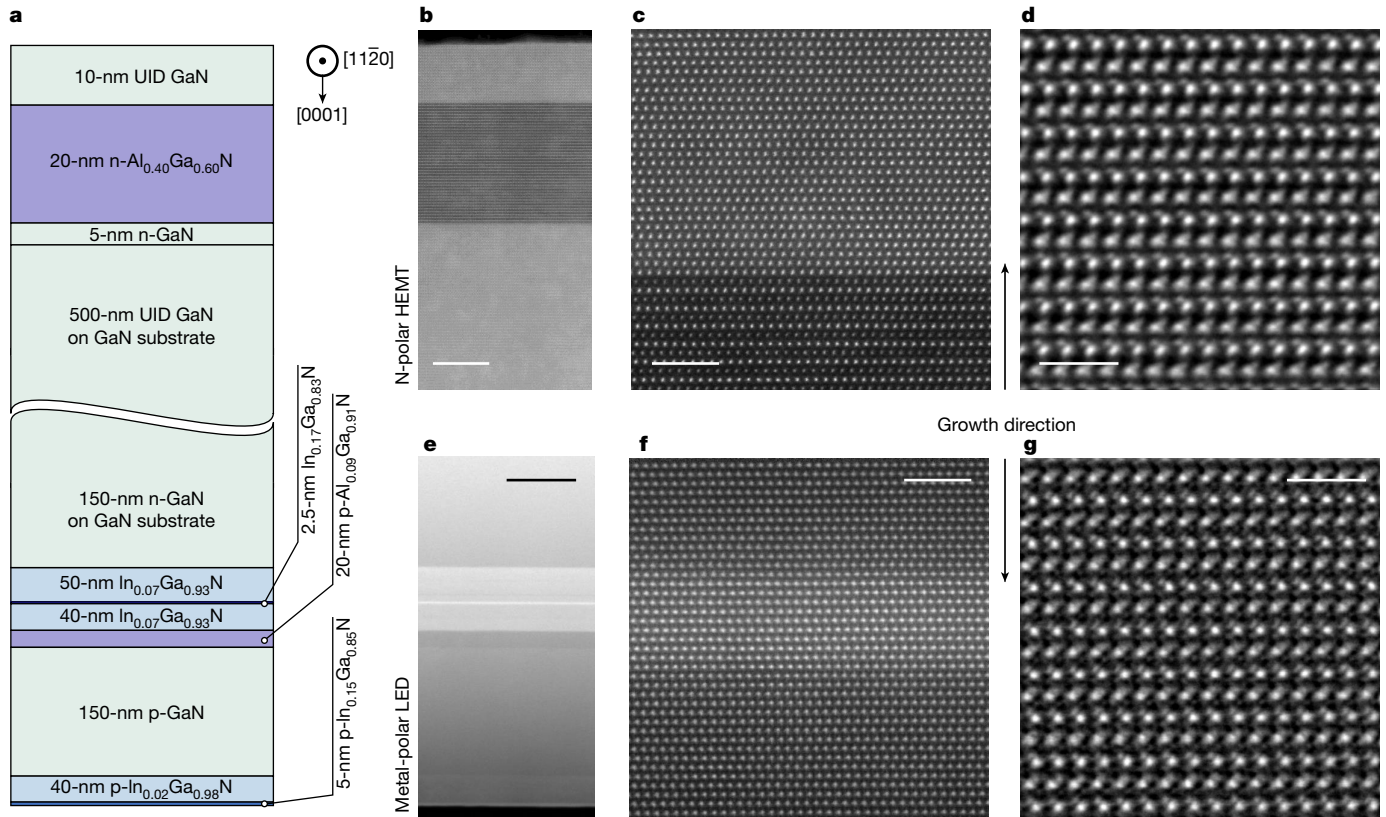 a
b
c
d
[112̅0]
[0001]
10-nm UID GaN
20-nm n-Al₀.₄₀Ga₀.₆₀N
5-nm n-GaN
500-nm UID GaN
on GaN substrate
2.5-nm In₀.₁₇Ga₀.₈₃N
20-nm p-Al₀.₀₉Ga₀.₉₁N
N-polar HEMT
Growth direction
e
f
g
150-nm n-GaN
on GaN substrate
50-nm In₀.₀₇Ga₀.₉₃N
40-nm In₀.₀₇Ga₀.₉₃N
150-nm p-GaN
40-nm p-In₀.₀₂Ga₀.₉₈N
5-nm p-In₀.₁₅Ga₀.₈₅N
Metal-polar LED